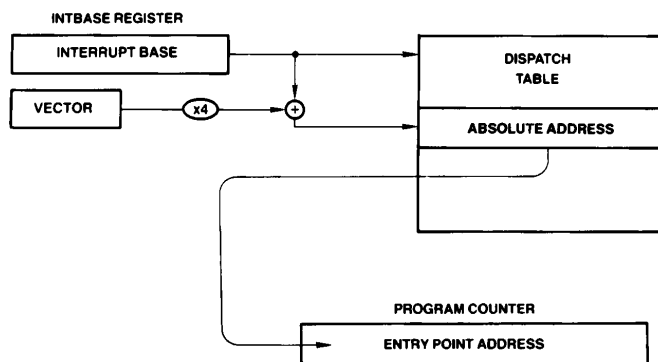 INTBASE REGISTER
INTERRUPT BASE
DISPATCH
TABLE
VECTOR
x4
+
ABSOLUTE ADDRESS
PROGRAM COUNTER
ENTRY POINT ADDRESS